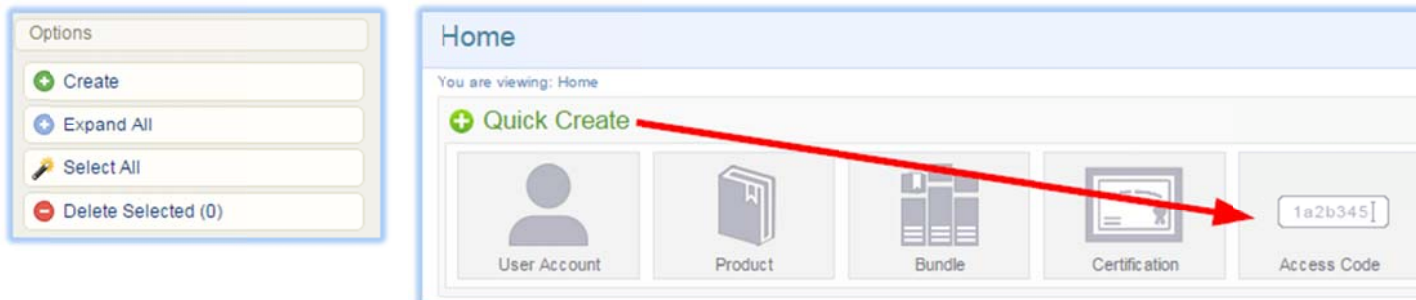 Options
Create
Expand All
Select All
Delete Selected (0)
Home
You are viewing: Home
Quick Create
1a2b345
User Account
Product
Bundle
Certification
Access Code